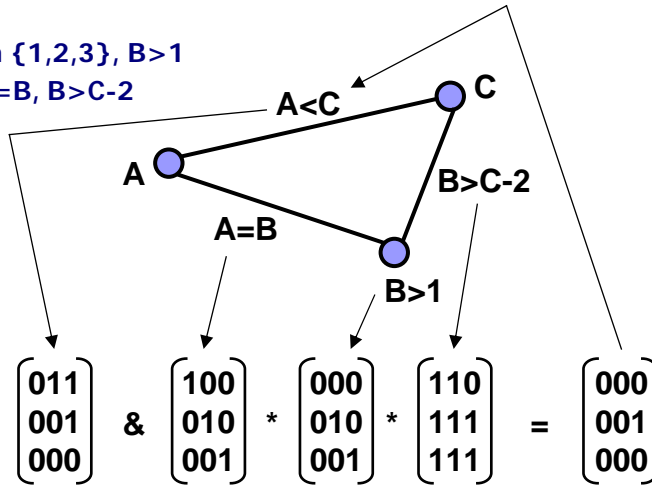 {1,2,3}, B>1
=B, B>C-2
A<C
C
A
B>C-2
A=B
B>1
011 100 000 110 000
001 & 010 * 010 * 111 = 001
000 001 001 111 000